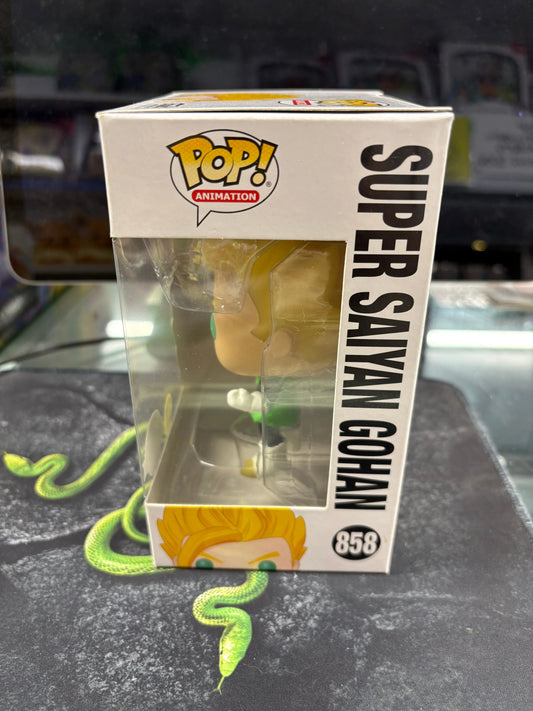 POP!
ANIMATION
SUPER SAIYAN GOHAN
858